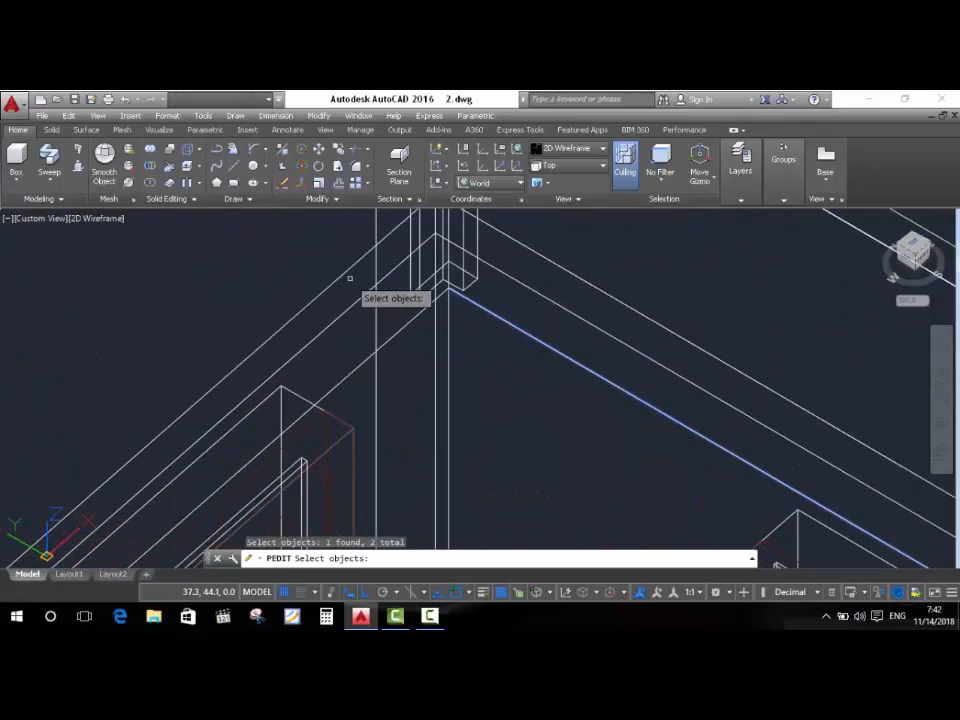 Autodesk AutoCAD 2016 2.dwg
Type a keyword or phrase
Sign In
File Edit View Insert Format Tools Draw Dimension Modify Window Help Express Parametric
Home Solid Surface Mesh Visualize Parametric Insert Annotate View Manage Output Add-ins A360 Express Tools Featured Apps BIM 360 Performance
2D Wireframe
Top
World
Box Sweep Smooth Object Section Plane Culling No Filter Move Gizmo Layers Groups Base
Modeling Mesh Solid Editing Draw Modify Section Coordinates View Selection View
[−][Custom View][2D Wireframe]
TOP
W S
WCS
Select objects:
Y Z X
Select objects: 1 found, 2 total
PEDIT Select objects:
Model Layout1 Layout2 +
37.3, 44.1, 0.0 MODEL 1:1 Decimal
ENG 7:42
11/14/2018